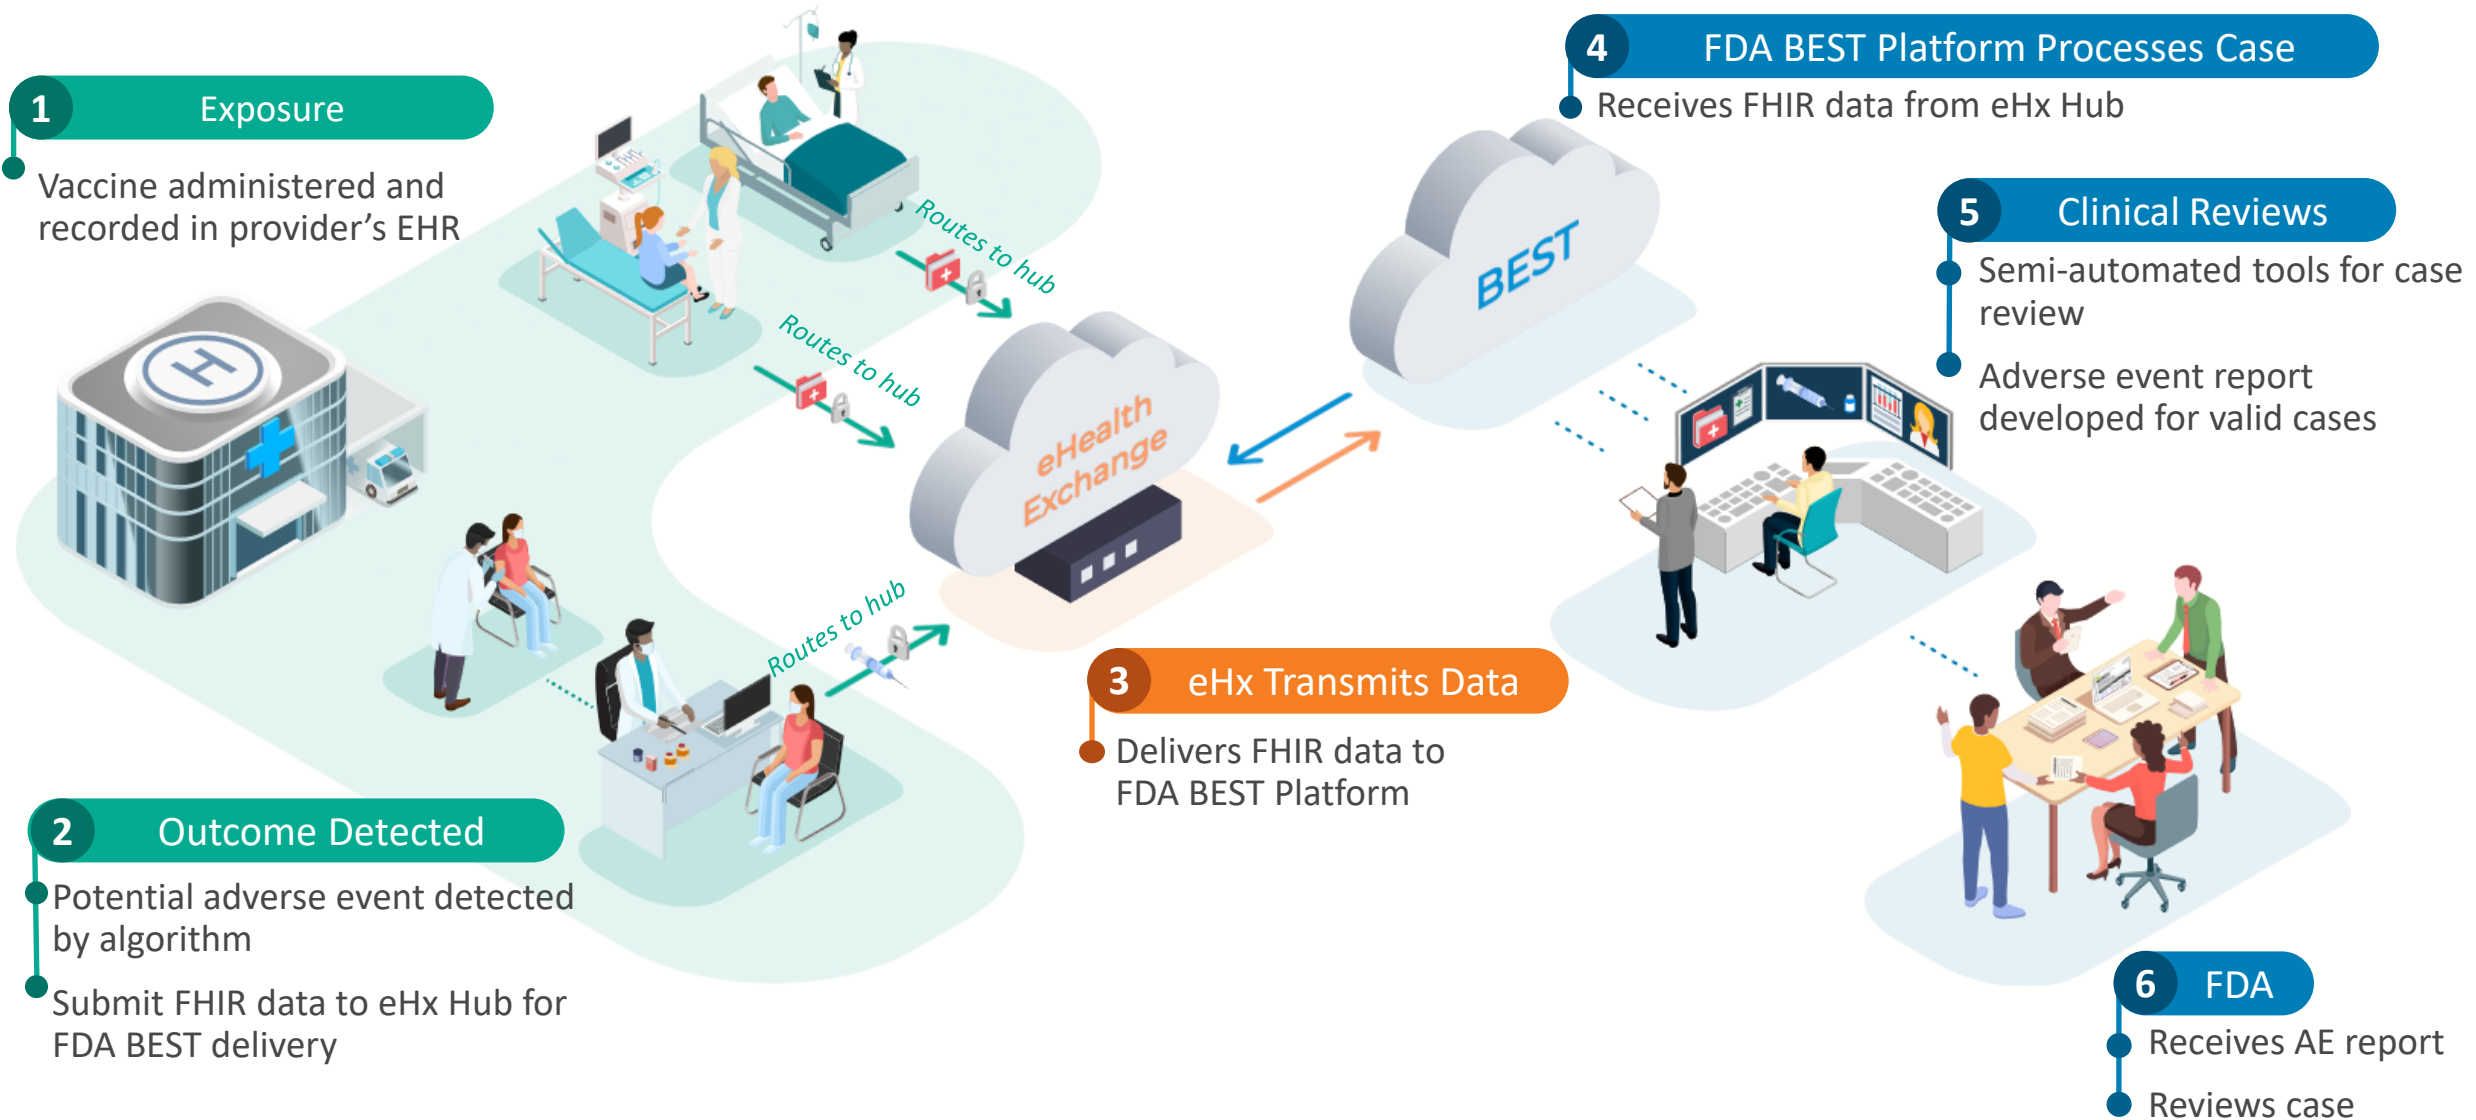 1 Exposure
Vaccine administered and
recorded in provider's EHR
2 Outcome Detected
Potential adverse event detected
by algorithm
Submit FHIR data to eHx Hub for
FDA BEST delivery
Routes to hub
Routes to hub
Routes to hub
H
eHealth
Exchange
3 eHx Transmits Data
Delivers FHIR data to
FDA BEST Platform
BEST
4 FDA BEST Platform Processes Case
Receives FHIR data from eHx Hub
5 Clinical Reviews
Semi-automated tools for case
review
Adverse event report
developed for valid cases
6 FDA
Receives AE report
Reviews case